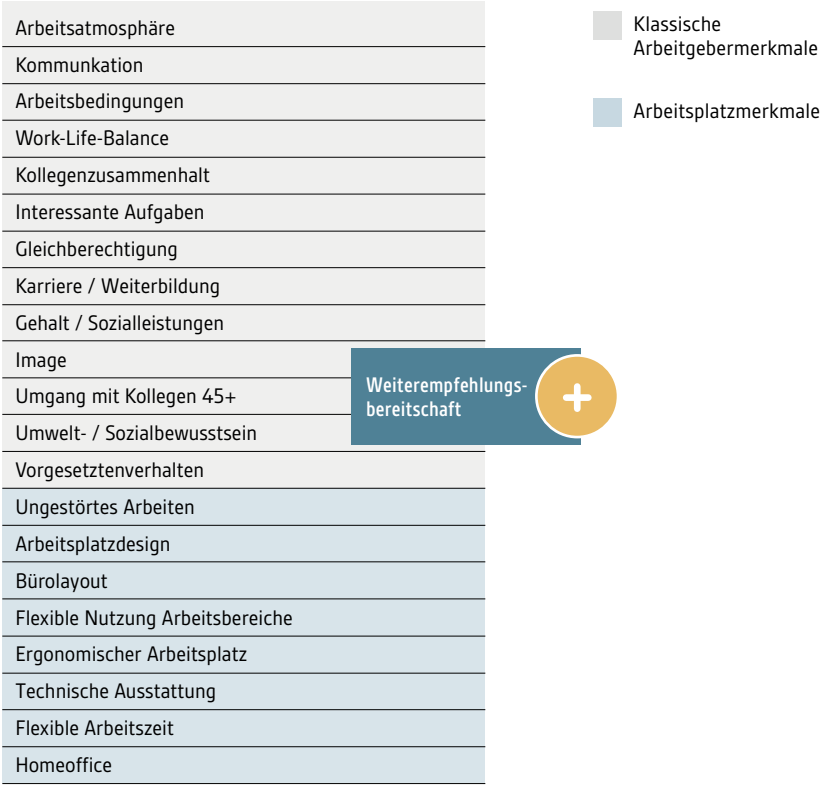 Arbeitsatmosphäre
Kommunkation
Arbeitsbedingungen
Work-Life-Balance
Kollegenzusammenhalt
Interessante Aufgaben
Gleichberechtigung
Karriere / Weiterbildung
Gehalt / Sozialleistungen
Image
Umgang mit Kollegen 45+
Umwelt- / Sozialbewusstsein
Vorgesetztenverhalten
Ungestörtes Arbeiten
Arbeitsplatzdesign
Bürolayout
Flexible Nutzung Arbeitsbereiche
Ergonomischer Arbeitsplatz
Technische Ausstattung
Flexible Arbeitszeit
Homeoffice
Weiterempfehlungs-
bereitschaft
+
Klassische
Arbeitgebermerkmale
Arbeitsplatzmerkmale